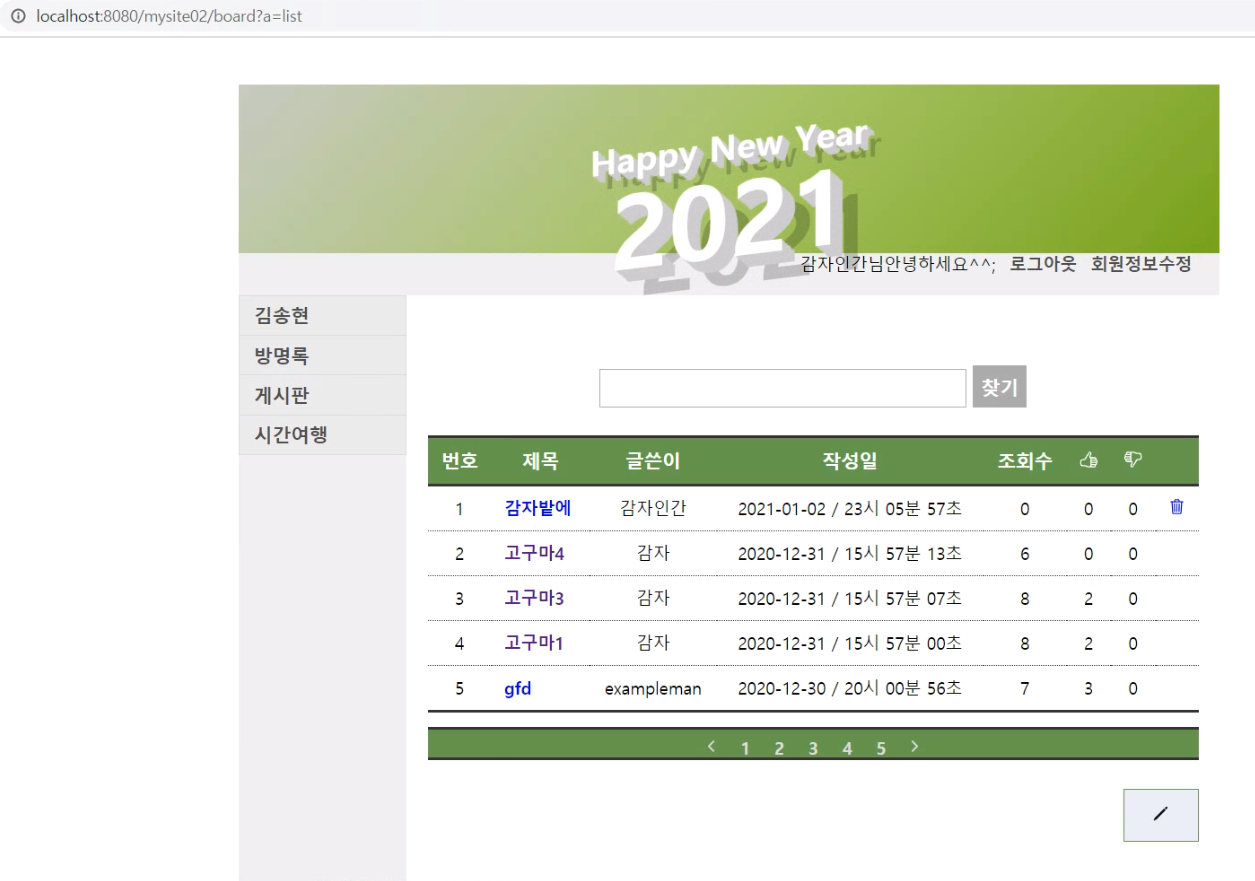 localhost:8080/mysite02/board?a=list
Happy New Year
2021
감자인간님안녕하세요^^; 로그아웃 회원정보수정
김송현
방명록
게시판
시간여행
찾기
번호 제목 글쓴이 작성일 조회수
1 감자밭에 감자인간 2021-01-02 / 23시 05분 57초 0 0 0
2 고구마4 감자 2020-12-31 / 15시 57분 13초 6 0 0
3 고구마3 감자 2020-12-31 / 15시 57분 07초 8 2 0
4 고구마1 감자 2020-12-31 / 15시 57분 00초 8 2 0
5 gfd exampleman 2020-12-30 / 20시 00분 56초 7 3 0
< 1 2 3 4 5 >